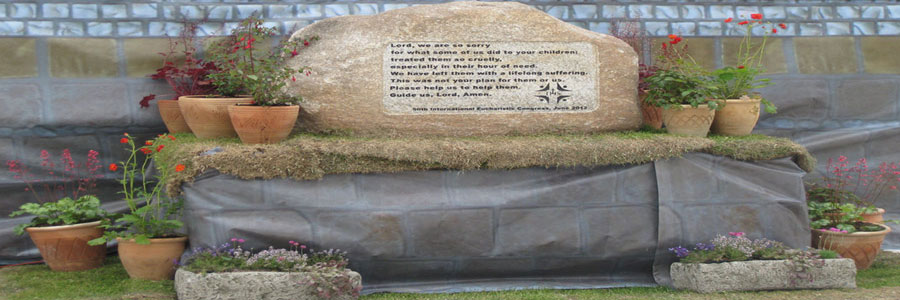 Lord, we are so sorry
for what some of us did to your children:
treated them so cruelly,
especially in their hour of need.
We have left them with a lifelong suffering.
This was not your plan for them or us.
Please help us to help them.
Guide us, Lord, Amen.
50th International Eucharistic Congress, June 2012